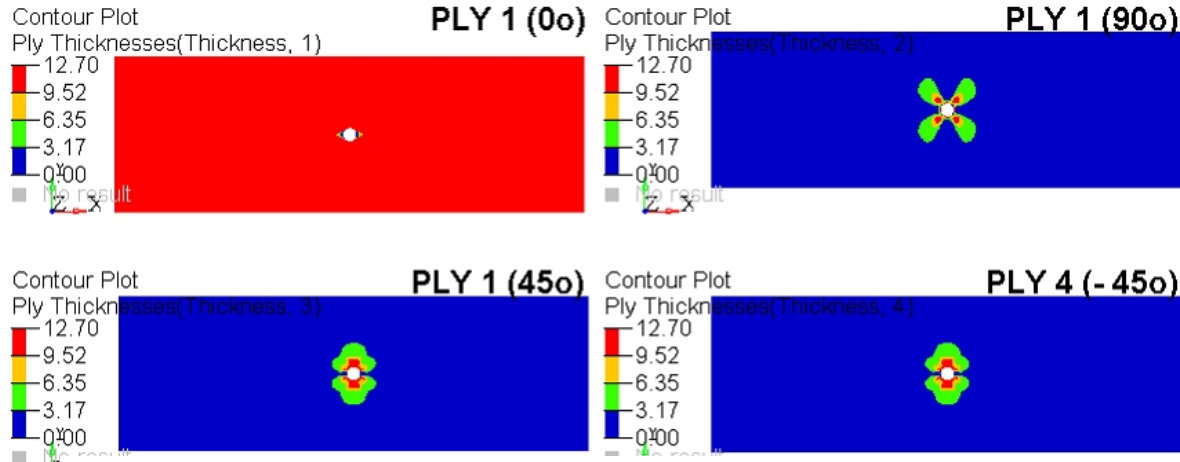 Contour Plot
PLY 1 (0o)
Ply Thicknesses(Thickness, 1)
12.70
9.52
6.35
3.17
0.00
No result
Y
Z X
Contour Plot
PLY 1 (90o)
Ply Thicknesses(Thickness, 2)
12.70
9.52
6.35
3.17
0.00
No result
Y
Z X
Contour Plot
PLY 1 (45o)
Ply Thicknesses(Thickness, 3)
12.70
9.52
6.35
3.17
0.00
No result
Y
Contour Plot
PLY 4 (- 45o)
Ply Thicknesses(Thickness, 4)
12.70
9.52
6.35
3.17
0.00
No result
Y